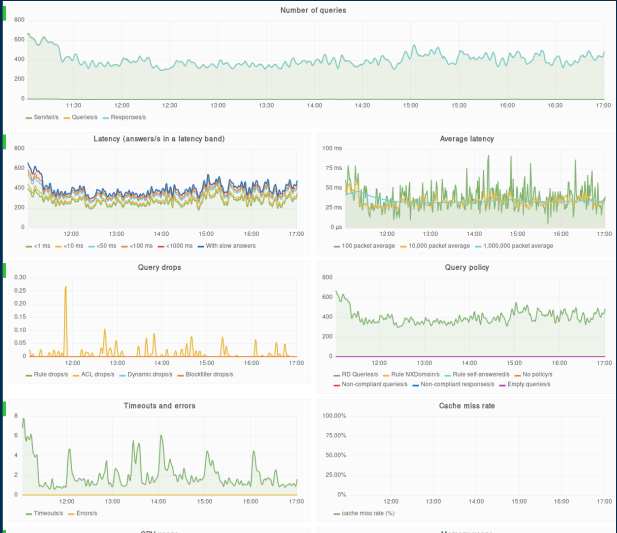 Number of queries
800
600
400
200
0
11:30 12:00 12:30 13:00 13:30 14:00 14:30 15:00 15:30 16:00 16:30 17:00
Servfail/s Queries/s Responses/s
Latency (answers/s in a latency band)
800
600
400
200
0
12:00 13:00 14:00 15:00 16:00 17:00
<1 ms <10 ms <50 ms <100 ms <1000 ms With slow answers
Average latency
100 ms
75 ms
50 ms
25 ms
0 µs
12:00 13:00 14:00 15:00 16:00 17:00
100 packet average 10,000 packet average 1,000,000 packet average
Query drops
0.30
0.25
0.20
0.15
0.10
0.05
0
12:00 13:00 14:00 15:00 16:00 17:00
Rule drops/s ACL drops/s Dynamic drops/s Blockfilter drops/s
Query policy
800
600
400
200
0
12:00 13:00 14:00 15:00 16:00 17:00
RD Queries/s Rule NXDomain/s Rule self-answered/s No policy/s
Non-compliant queries/s Non-compliant responses/s Empty queries/s
Timeouts and errors
8
6
4
2
0
12:00 13:00 14:00 15:00 16:00 17:00
Timeouts/s Errors/s
Cache miss rate
100.00%
75.00%
50.00%
25.00%
0%
12:00 13:00 14:00 15:00 16:00 17:00
cache miss rate (%)